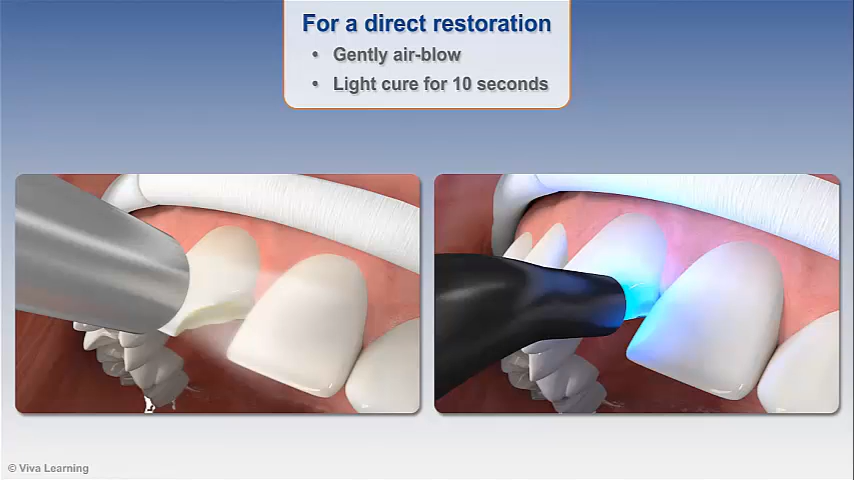 For a direct restoration
• Gently air-blow
• Light cure for 10 seconds
© Viva Learning